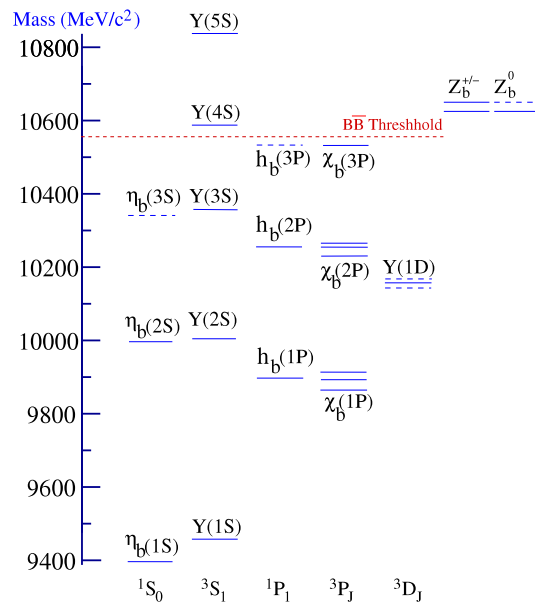 Mass (MeV/c²)
Y(5S)
10800
Z_b^{+/−} Z_b^0
Y(4S)
10600
BB̅ Threshhold
h_b(3P) χ_b(3P)
10400
η_b(3S) Y(3S)
h_b(2P)
10200
χ_b(2P) Y(1D)
η_b(2S) Y(2S)
10000
h_b(1P)
9800
χ_b(1P)
9600
Y(1S)
η_b(1S)
9400
¹S₀ ³S₁ ¹P₁ ³P_J ³D_J